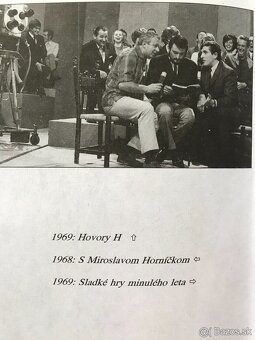 1969: Hovory H ⇧
1968: S Miroslavom Horníčkom ⇦
1969: Sladké hry minulého leta ⇨
Bazos.sk